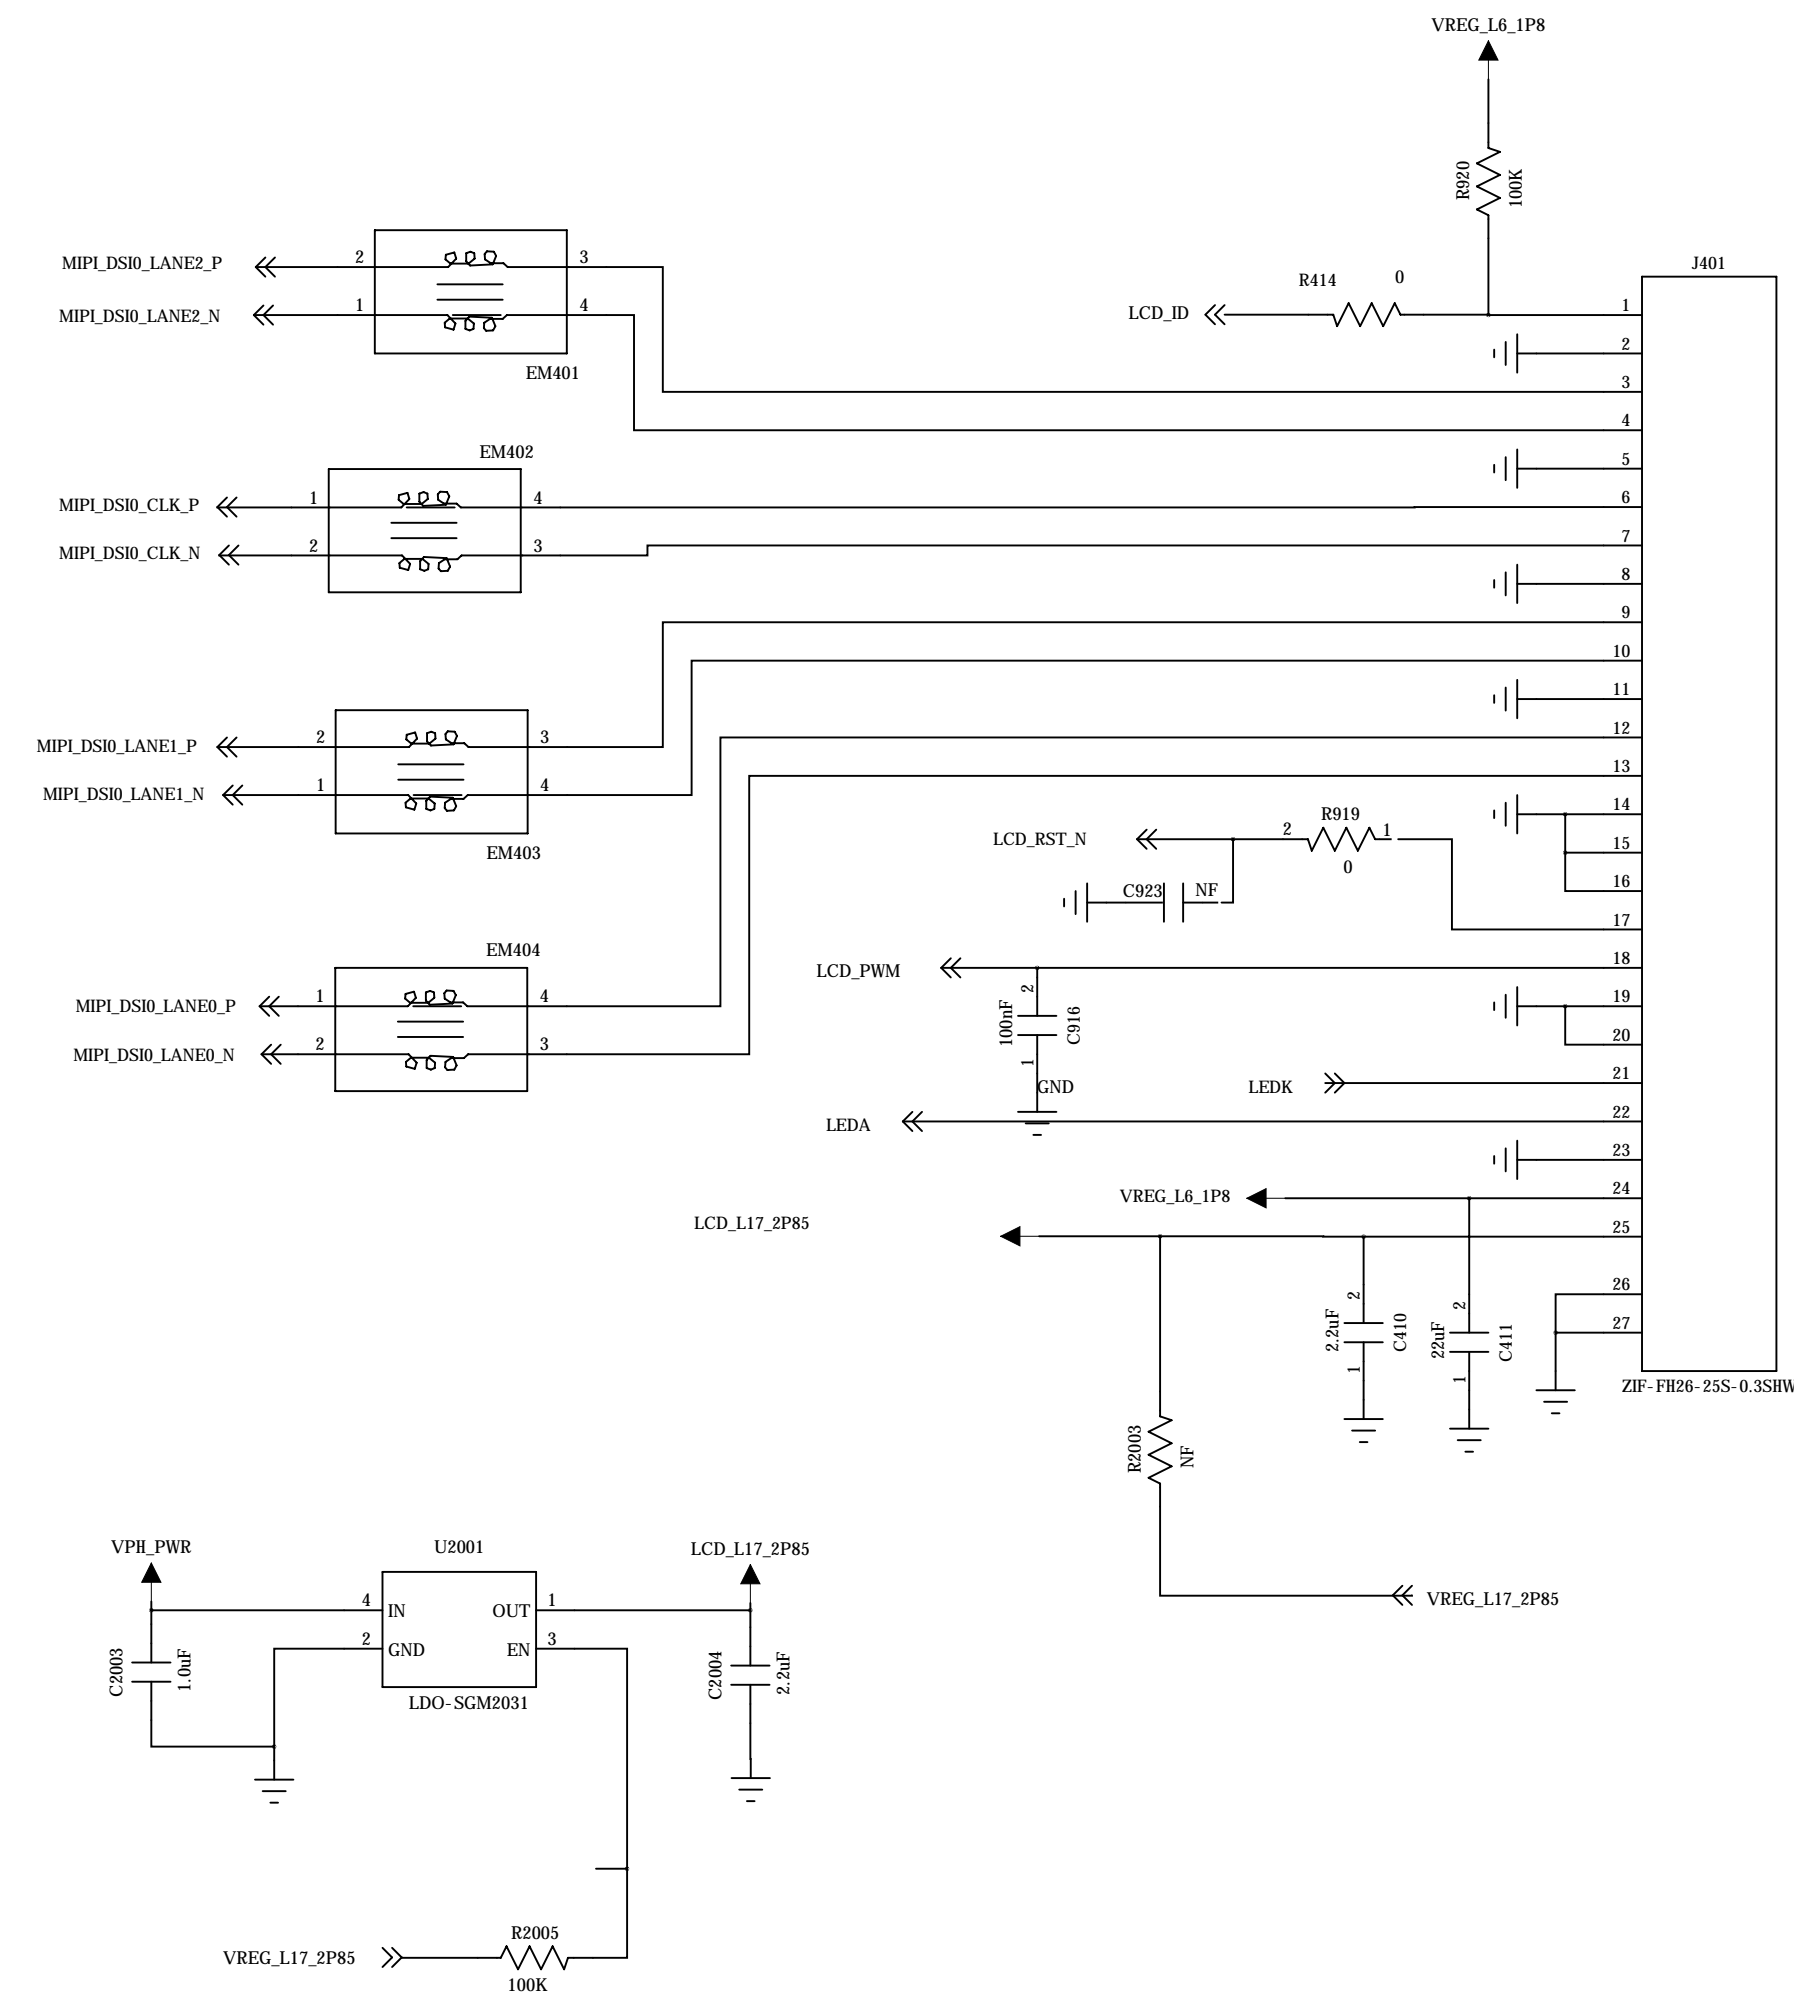 VREG_L6_1P8
R920
100K
J401
MIPI_DSI0_LANE2_P
2
3
MIPI_DSI0_LANE2_N
1
4
EM401
R414
0
LCD_ID
1
2
3
4
EM402
MIPI_DSI0_CLK_P
1
4
MIPI_DSI0_CLK_N
2
3
5
6
7
8
9
10
11
12
13
MIPI_DSI0_LANE1_P
2
3
MIPI_DSI0_LANE1_N
1
4
EM403
LCD_RST_N
2
R919
1
0
C923
NF
14
15
16
17
EM404
MIPI_DSI0_LANE0_P
1
4
MIPI_DSI0_LANE0_N
2
3
LCD_PWM
18
2
100nF
C916
1
GND
19
20
LEDK
21
LEDA
22
23
VREG_L6_1P8
24
LCD_L17_2P85
25
26
27
2
2.2uF
C410
1
2
22uF
C411
1
ZIF-FH26-25S-0.3SHW
R2003
NF
VREG_L17_2P85
VPH_PWR
U2001
LCD_L17_2P85
4
IN
OUT
1
2
GND
EN
3
C2003
1.0uF
LDO-SGM2031
C2004
2.2uF
R2005
VREG_L17_2P85
100K